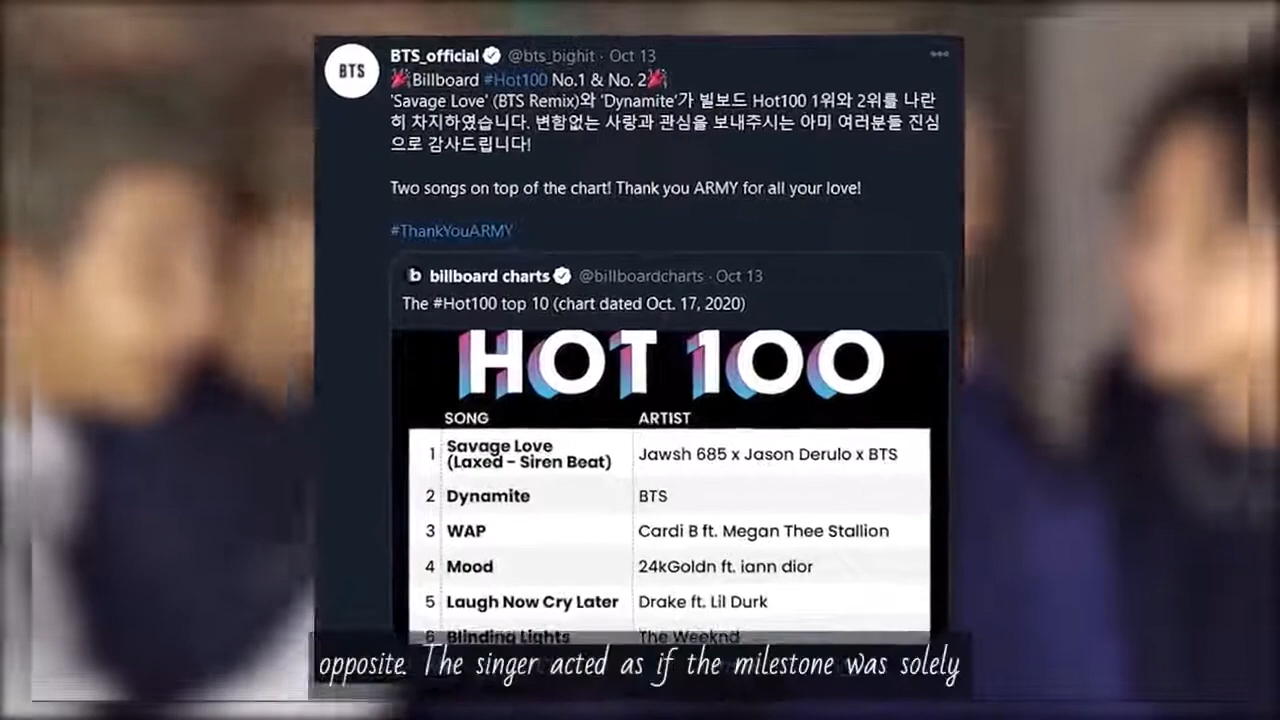 BTS
BTS_official @bts_bighit · Oct 13
Billboard #Hot100 No.1 & No. 2
'Savage Love' (BTS Remix)와 'Dynamite'가 빌보드 Hot100 1위와 2위를 나란
히 차지하였습니다. 변함없는 사랑과 관심을 보내주시는 아미 여러분들 진심
으로 감사드립니다!
Two songs on top of the chart! Thank you ARMY for all your love!
#ThankYouARMY
b billboard charts @billboardcharts · Oct 13
The #Hot100 top 10 (chart dated Oct. 17, 2020)
HOT 100
SONG ARTIST
1 Savage Love
(Laxed - Siren Beat) Jawsh 685 x Jason Derulo x BTS
2 Dynamite BTS
3 WAP Cardi B ft. Megan Thee Stallion
4 Mood 24kGoldn ft. iann dior
5 Laugh Now Cry Later Drake ft. Lil Durk
6 Blinding Lights The Weeknd
opposite. The singer acted as if the milestone was solely